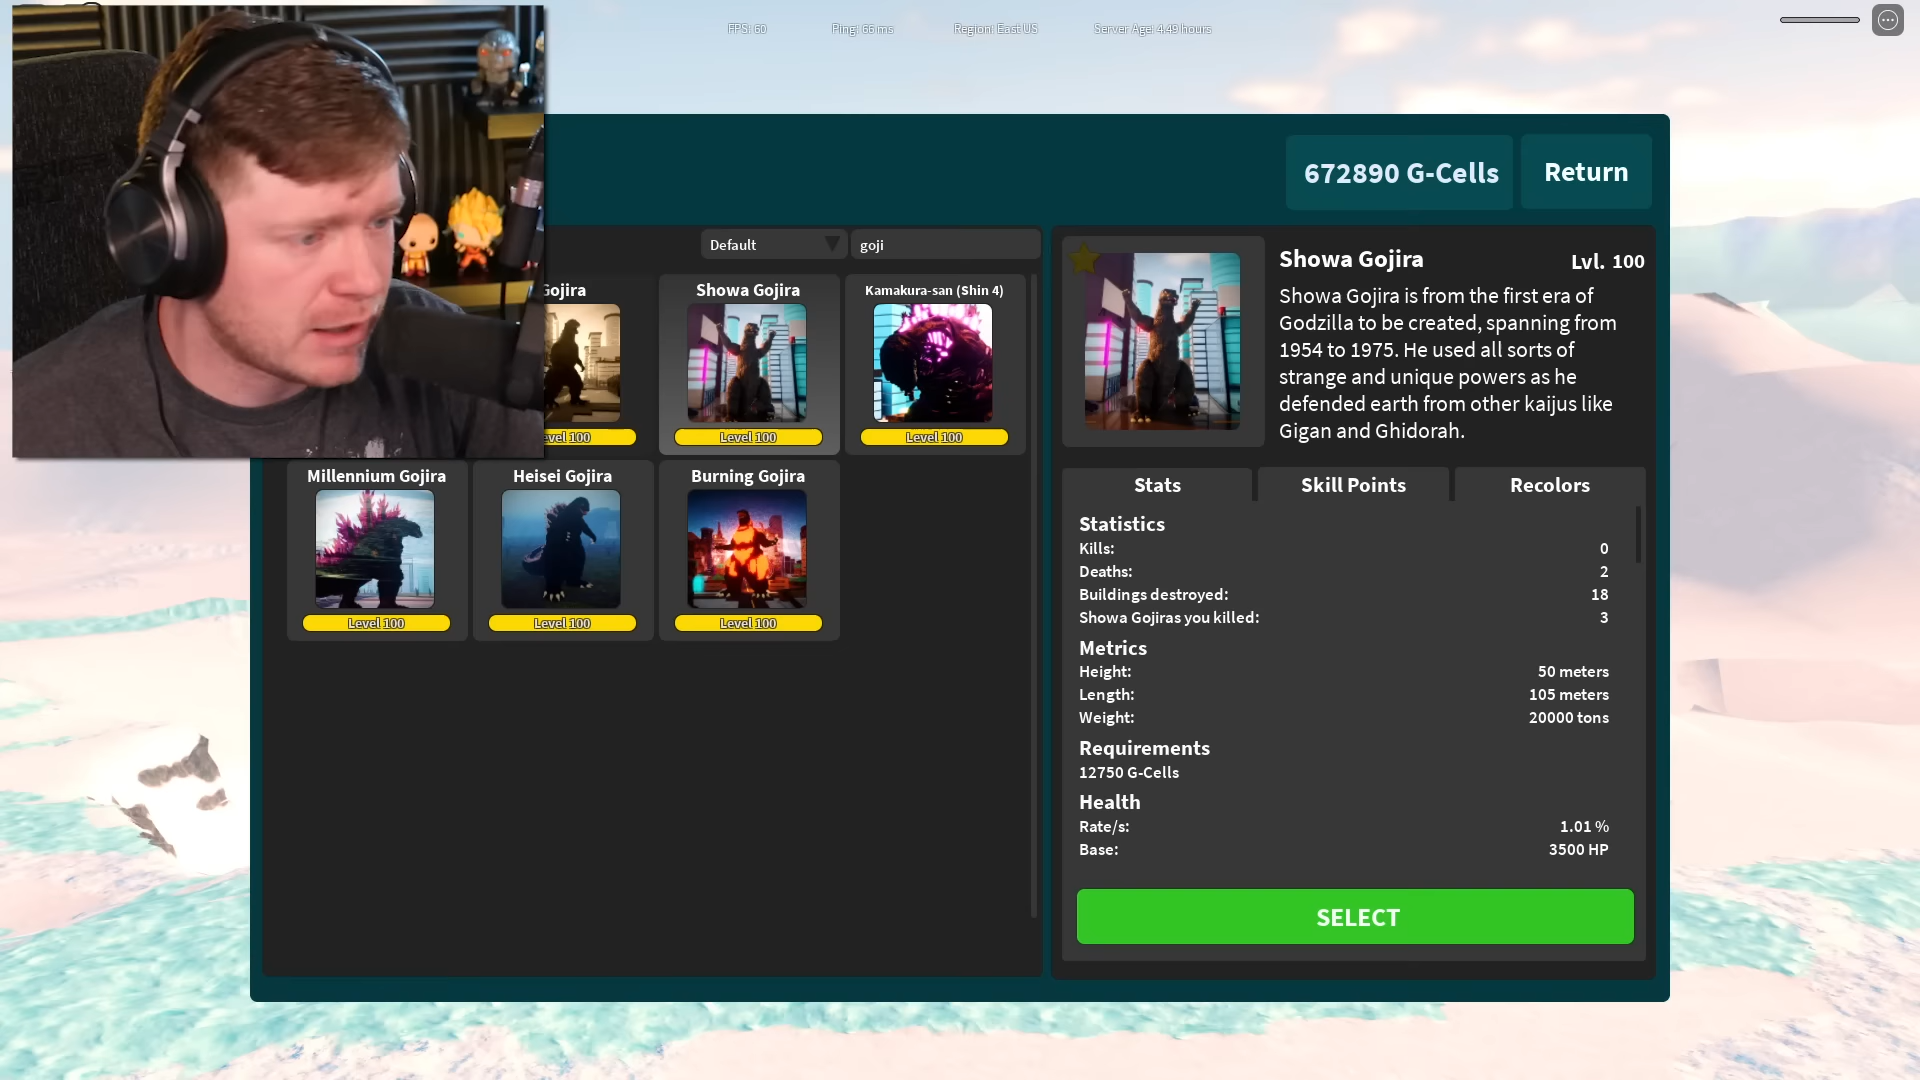 FPS: 60 Ping: 66 ms Region: East US Server Age: 4.49 hours
672890 G-Cells Return
Default goji
Gojira
Level 100
Showa Gojira
Level 100
Kamakura-san (Shin 4)
Level 100
Millennium Gojira
Level 100
Heisei Gojira
Level 100
Burning Gojira
Level 100
Showa Gojira Lvl. 100
Showa Gojira is from the first era of
Godzilla to be created, spanning from
1954 to 1975. He used all sorts of
strange and unique powers as he
defended earth from other kaijus like
Gigan and Ghidorah.
Stats Skill Points Recolors
Statistics
Kills: 0
Deaths: 2
Buildings destroyed: 18
Showa Gojiras you killed: 3
Metrics
Height: 50 meters
Length: 105 meters
Weight: 20000 tons
Requirements
12750 G-Cells
Health
Rate/s: 1.01 %
Base: 3500 HP
SELECT